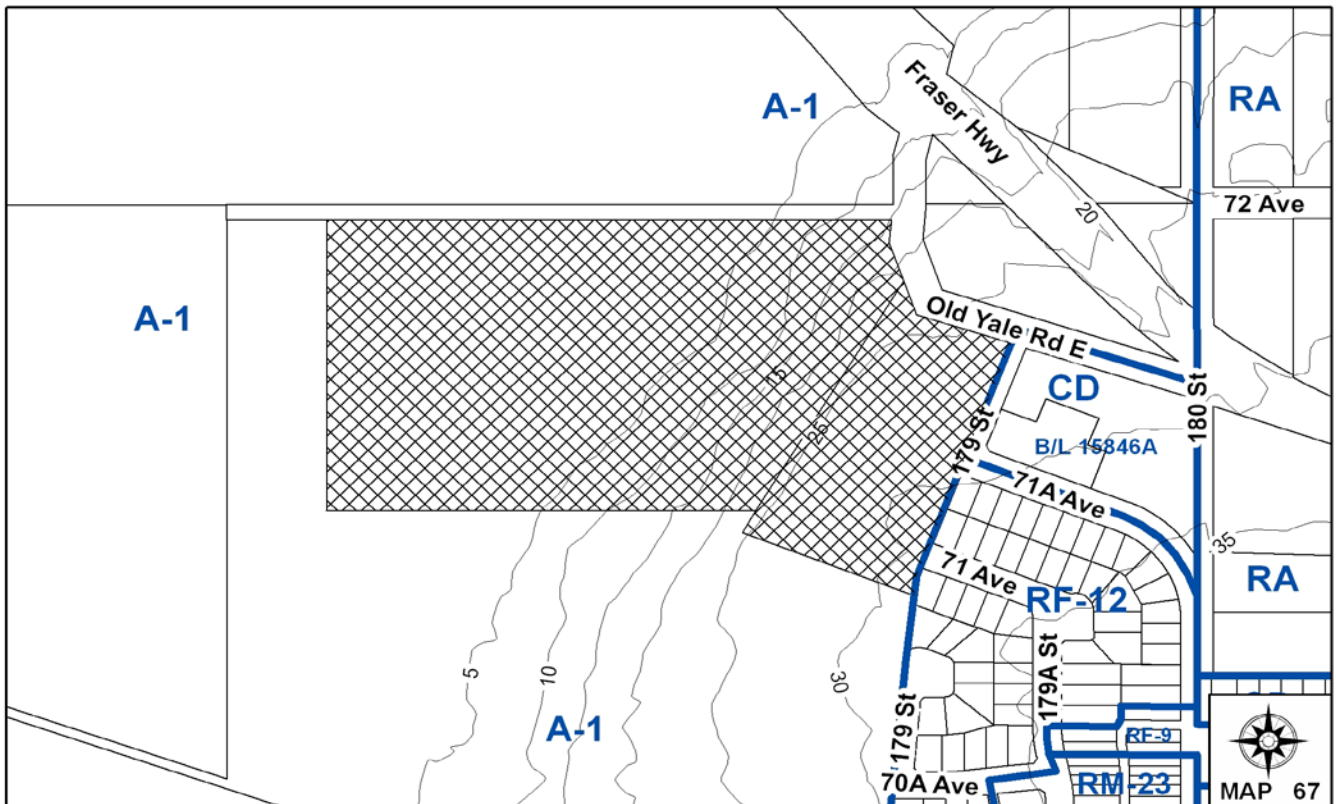 A-1
Fraser Hwy
RA
72 Ave
20
A-1
Old Yale Rd E
15
25
CD
180 St
179 St
B/L 15846A
71A Ave
35
71 Ave
RF-12
RA
5
10
30
A-1
179 St
179A St
RF-9
70A Ave
RM-23
MAP 67